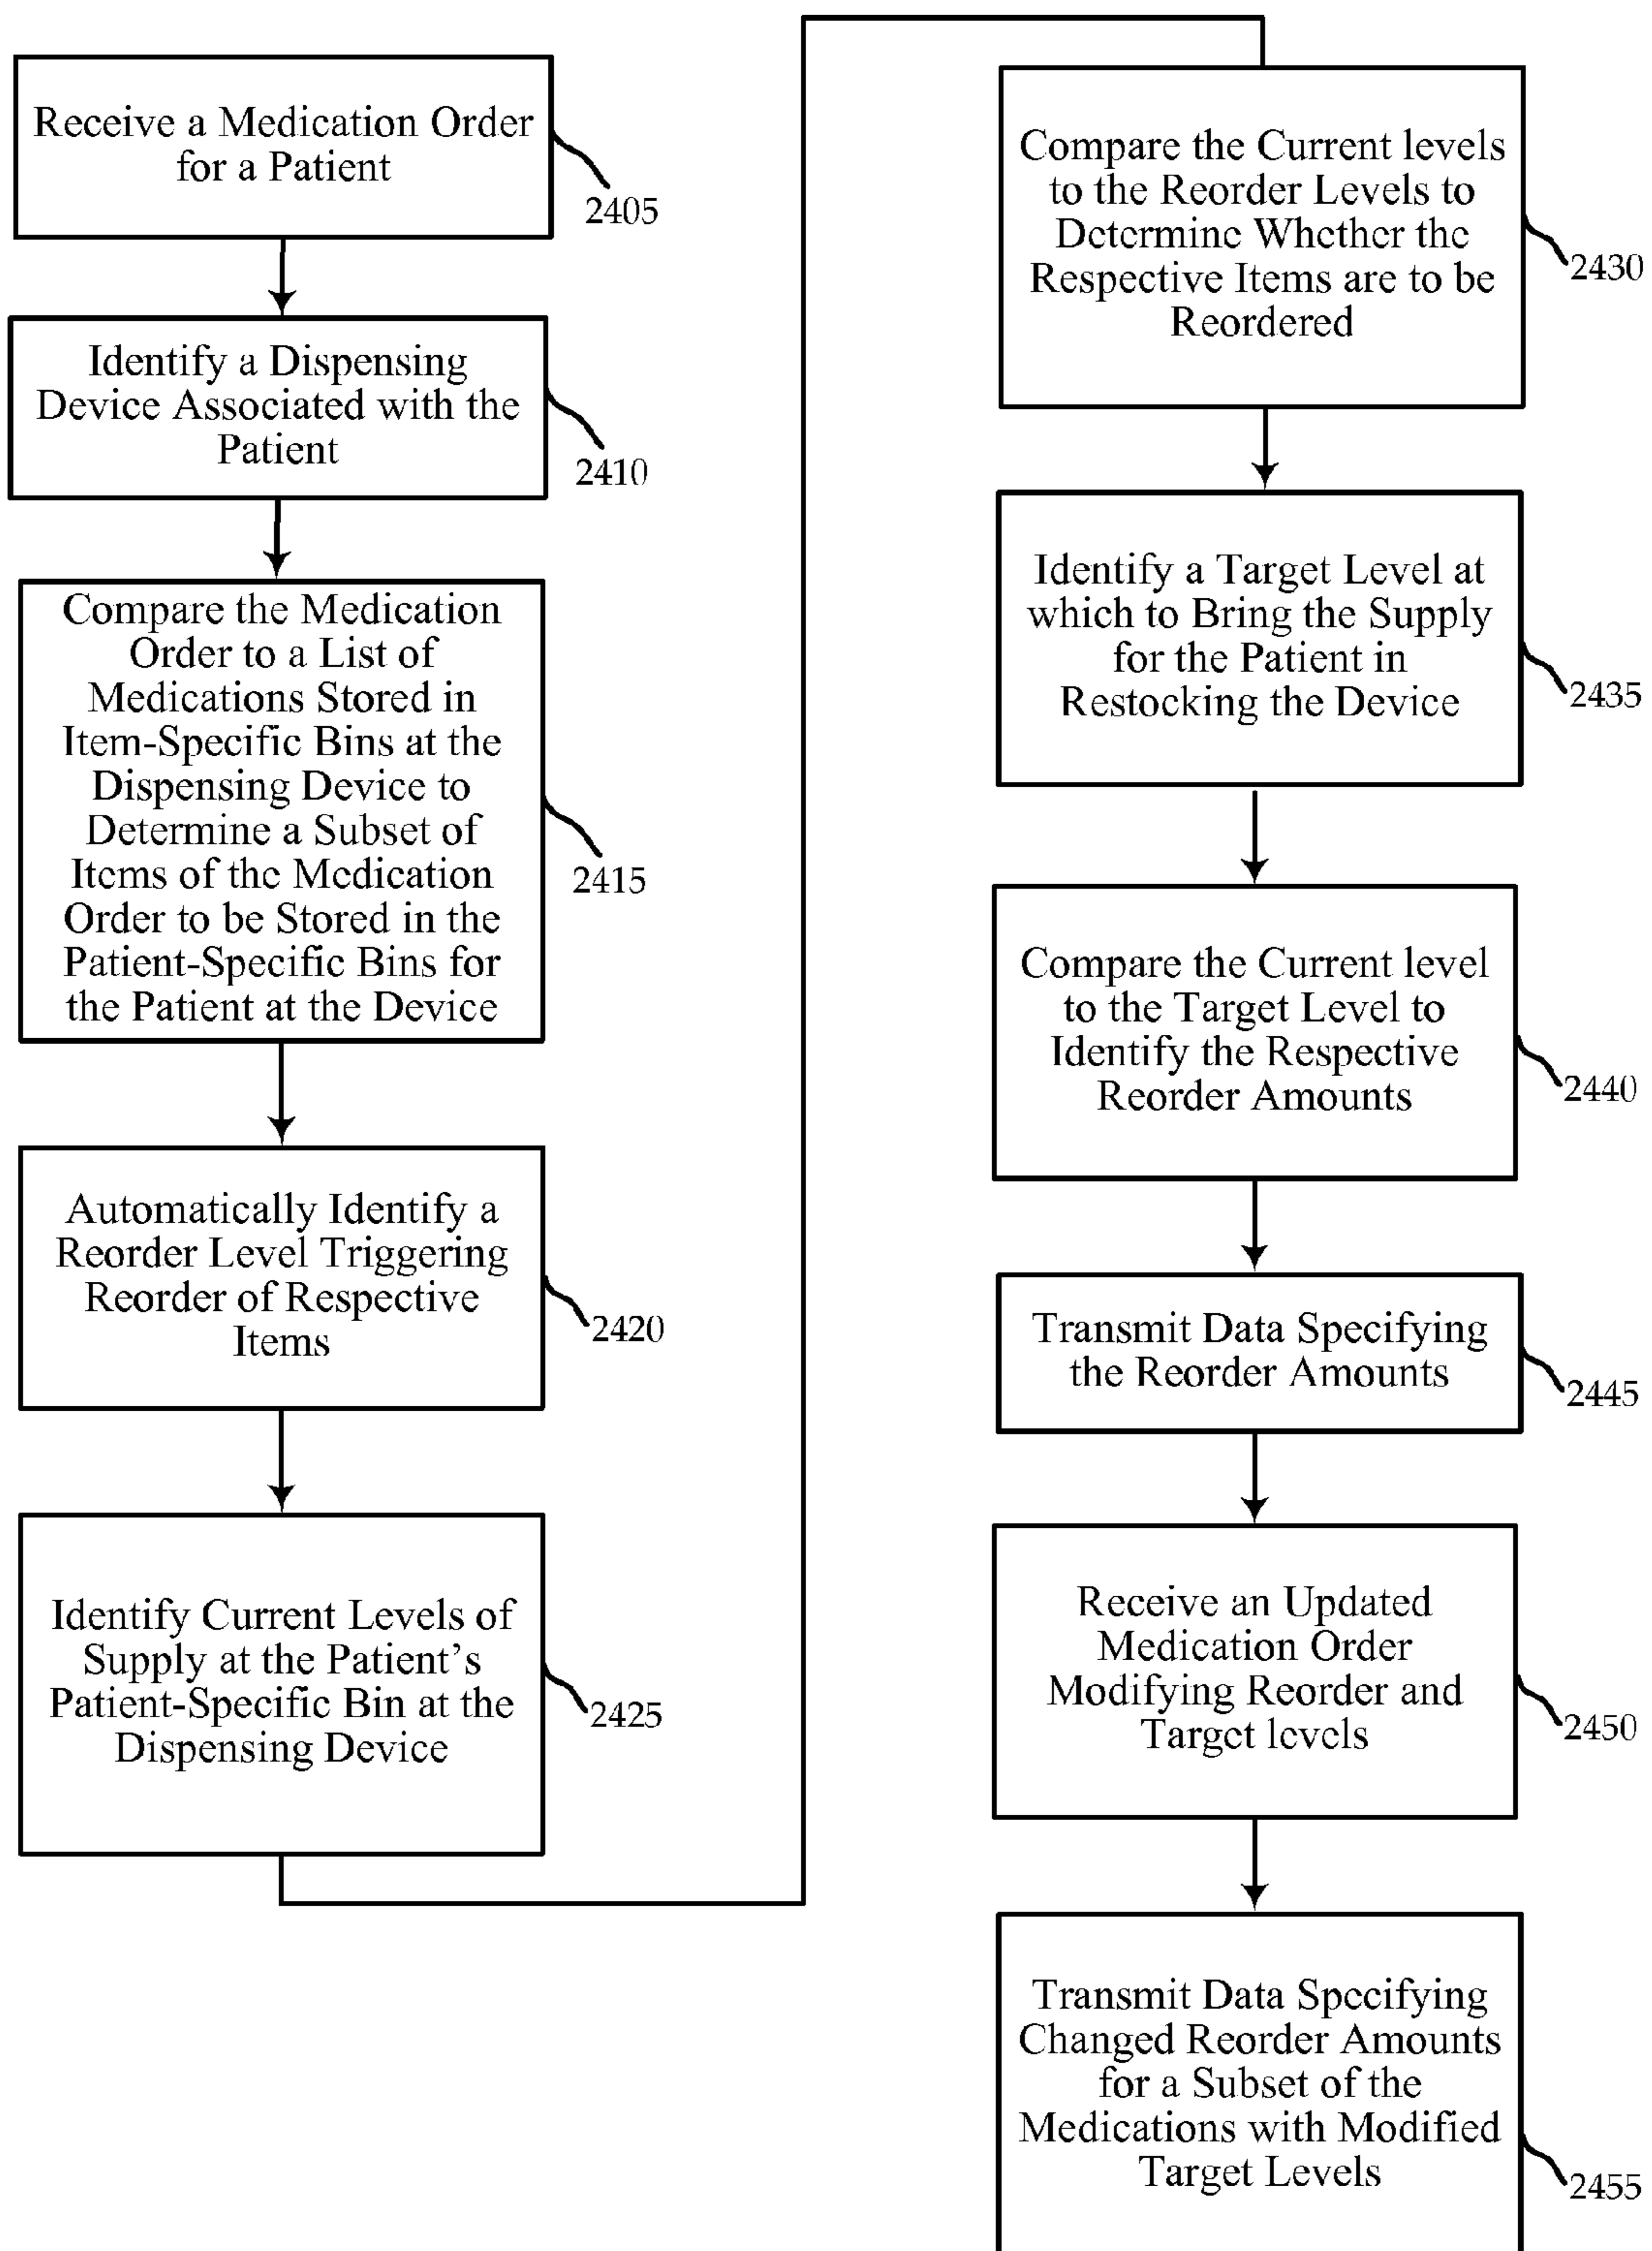 Receive a Medication Order
for a Patient
2405
Identify a Dispensing
Device Associated with the
Patient
2410
Compare the Medication
Order to a List of
Medications Stored in
Item-Specific Bins at the
Dispensing Device to
Determine a Subset of
Items of the Medication
Order to be Stored in the
Patient-Specific Bins for
the Patient at the Device
2415
Automatically Identify a
Reorder Level Triggering
Reorder of Respective
Items
2420
Identify Current Levels of
Supply at the Patient's
Patient-Specific Bin at the
Dispensing Device
2425
Compare the Current levels
to the Reorder Levels to
Determine Whether the
Respective Items are to be
Reordered
2430
Identify a Target Level at
which to Bring the Supply
for the Patient in
Restocking the Device
2435
Compare the Current level
to the Target Level to
Identify the Respective
Reorder Amounts
2440
Transmit Data Specifying
the Reorder Amounts
2445
Receive an Updated
Medication Order
Modifying Reorder and
Target levels
2450
Transmit Data Specifying
Changed Reorder Amounts
for a Subset of the
Medications with Modified
Target Levels
2455